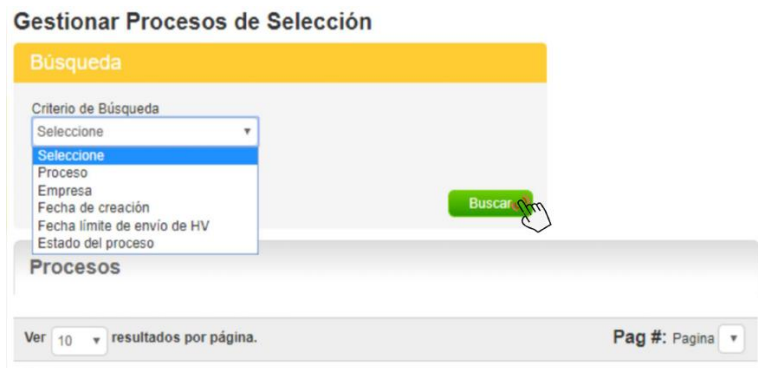 Gestionar Procesos de Selección
Búsqueda
Criterio de Búsqueda
Seleccione
Seleccione
Proceso
Empresa
Fecha de creación
Fecha límite de envío de HV
Estado del proceso
Buscar
Procesos
Ver 10 resultados por página.
Pag #: Pagina